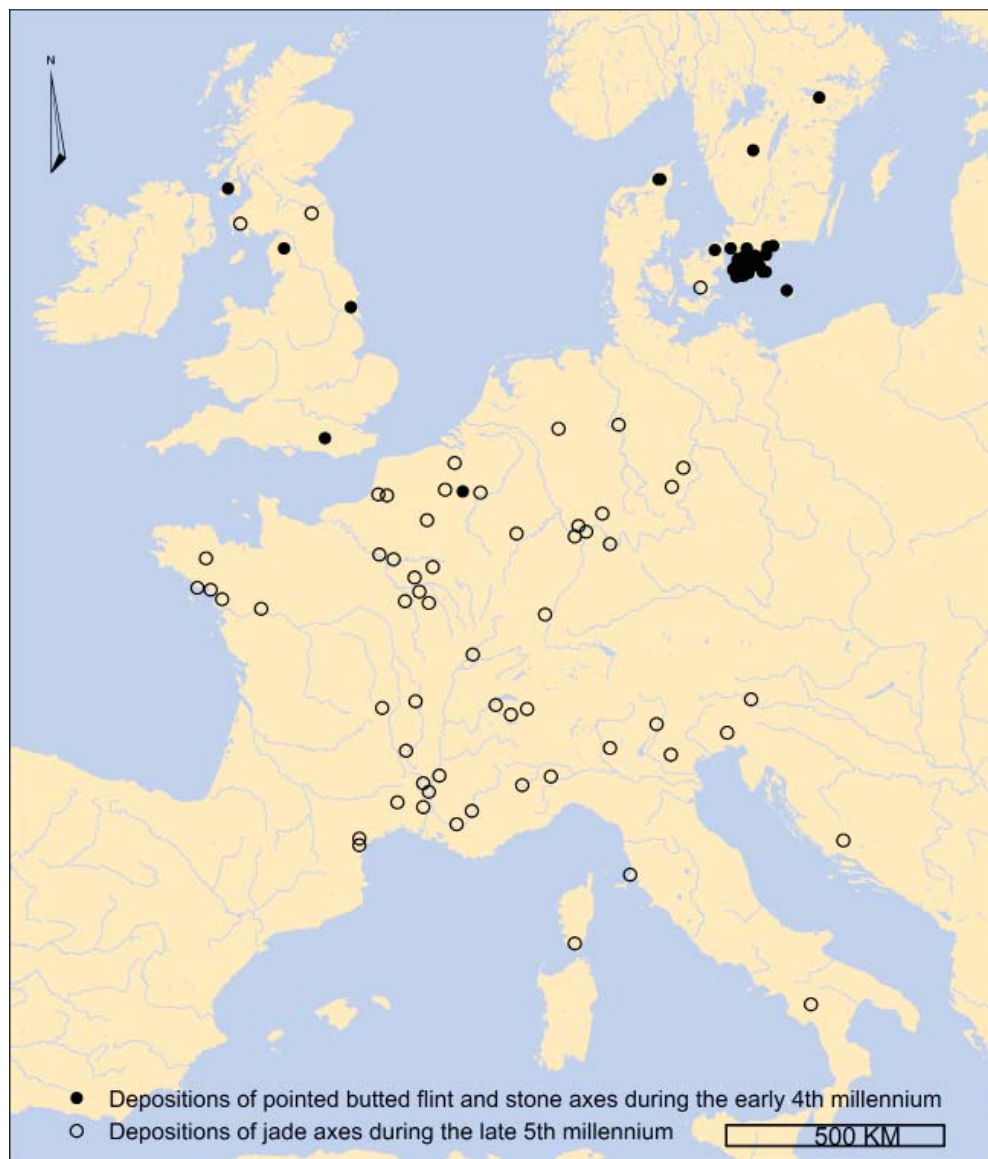 N
Depositions of pointed butted flint and stone axes during the early 4th millennium
Depositions of jade axes during the late 5th millennium
500 KM